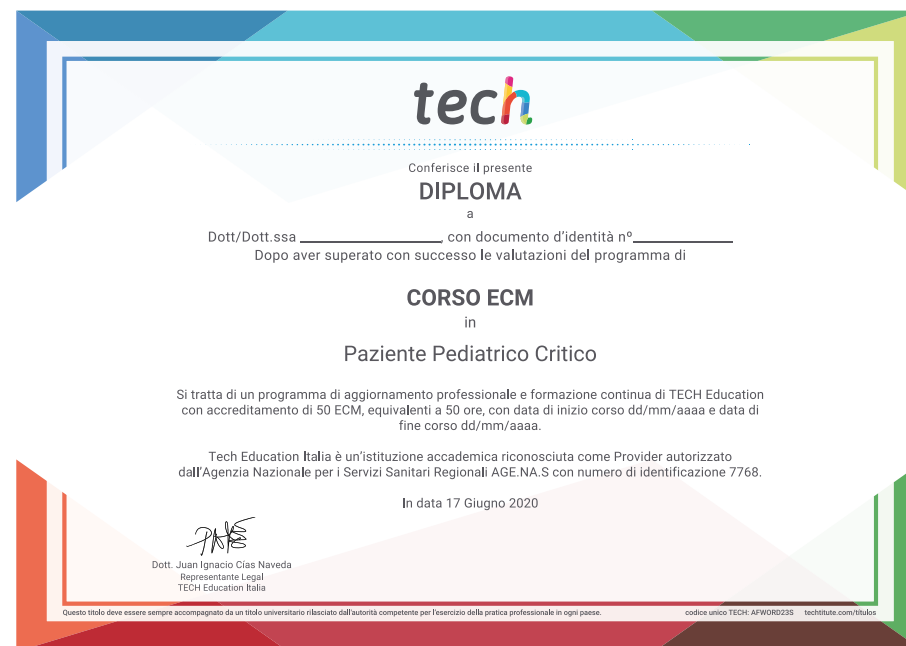 tech
Conferisce il presente
DIPLOMA
a
Dott/Dott.ssa __________________, con documento d'identità nº____________
Dopo aver superato con successo le valutazioni del programma di
CORSO ECM
in
Paziente Pediatrico Critico
Si tratta di un programma di aggiornamento professionale e formazione continua di TECH Education
con accreditamento di 50 ECM, equivalenti a 50 ore, con data di inizio corso dd/mm/aaaa e data di
fine corso dd/mm/aaaa.
Tech Education Italia è un'istituzione accademica riconosciuta come Provider autorizzato
dall'Agenzia Nazionale per i Servizi Sanitari Regionali AGE.NA.S con numero di identificazione 7768.
In data 17 Giugno 2020
Dott. Juan Ignacio Cías Naveda
Representante Legal
TECH Education Italia
Questo titolo deve essere sempre accompagnato da un titolo universitario rilasciato dall'autorità competente per l'esercizio della pratica professionale in ogni paese. codice unico TECH: AFWORD23S techtitute.com/títulos